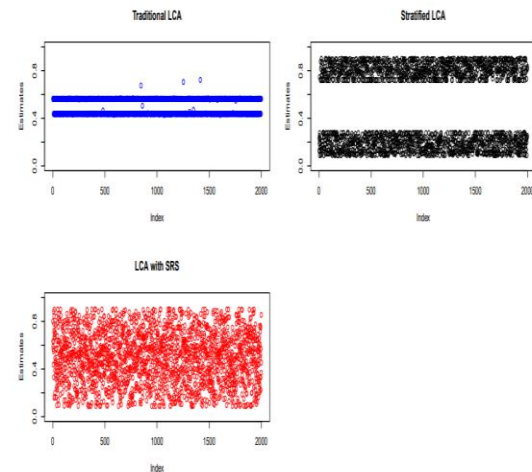 Traditional LCA
Estimates
0.0 0.4 0.8
0 500 1000 1500 2000
Index
Stratified LCA
Estimates
0.0 0.4 0.8
0 500 1000 1500 2000
Index
LCA with SRS
Estimates
0.0 0.4 0.8
0 500 1000 1500 2000
Index